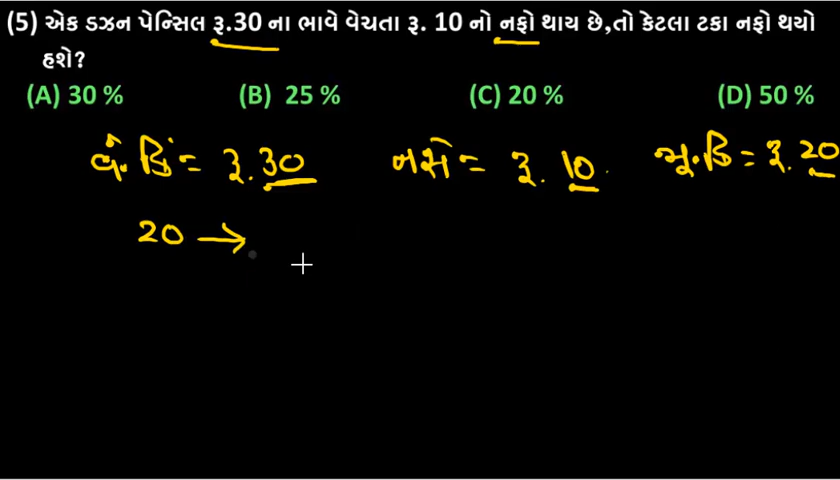 (5) એક ડઝન પેન્સિલ રૂ.30 ના ભાવે વેચતા રૂ. 10 નો નફો થાય છે,તો કેટલા ટકા નફો થયો
હશે?
(A) 30 % (B) 25 % (C) 20 % (D) 50 %
વે.કિં = રૂ. 30 નફો = રૂ. 10. મૂ.કિ = રૂ. 20
20 →